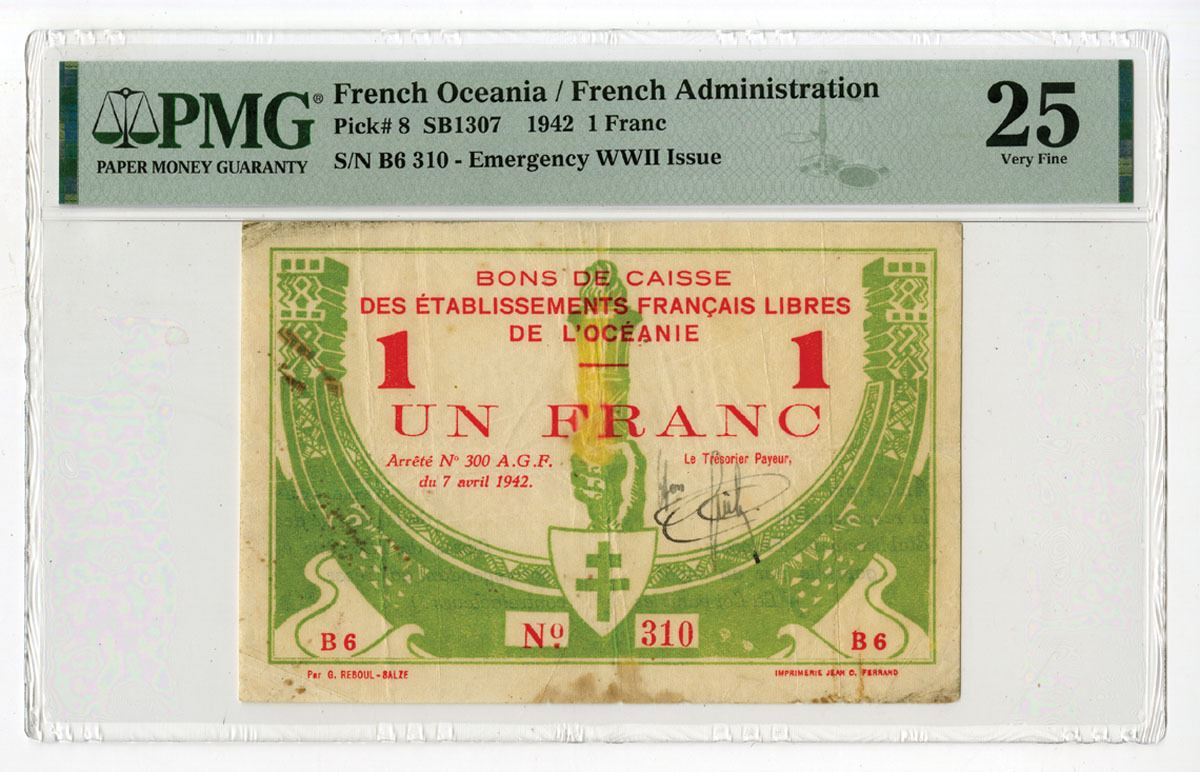 PMG®
PAPER MONEY GUARANTY
French Oceania / French Administration
Pick# 8 SB1307 1942 1 Franc
S/N B6 310 - Emergency WWII Issue
25
Very Fine
BONS DE CAISSE
DES ÉTABLISSEMENTS FRANÇAIS LIBRES
DE L'OCÉANIE
1 1
UN FRANC
Arrêté Nº 300 A.G.F.
du 7 avril 1942.
Le Trésorier Payeur,
B6 Nº 310 B6
Par G. REBOUL-BALZE
IMPRIMERIE JEAN C. FERRAND